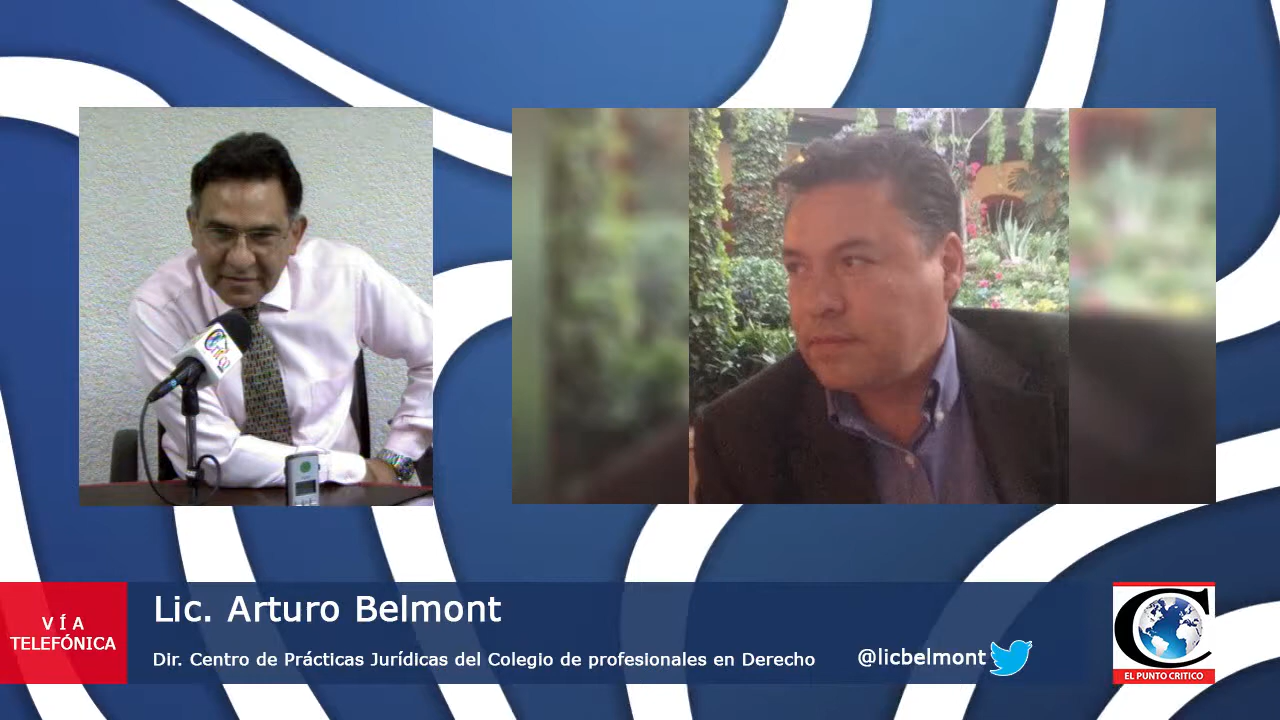 VÍA
TELEFÓNICA
Lic. Arturo Belmont
Dir. Centro de Prácticas Jurídicas del Colegio de profesionales en Derecho
@licbelmont
C
EL PUNTO CRITICO